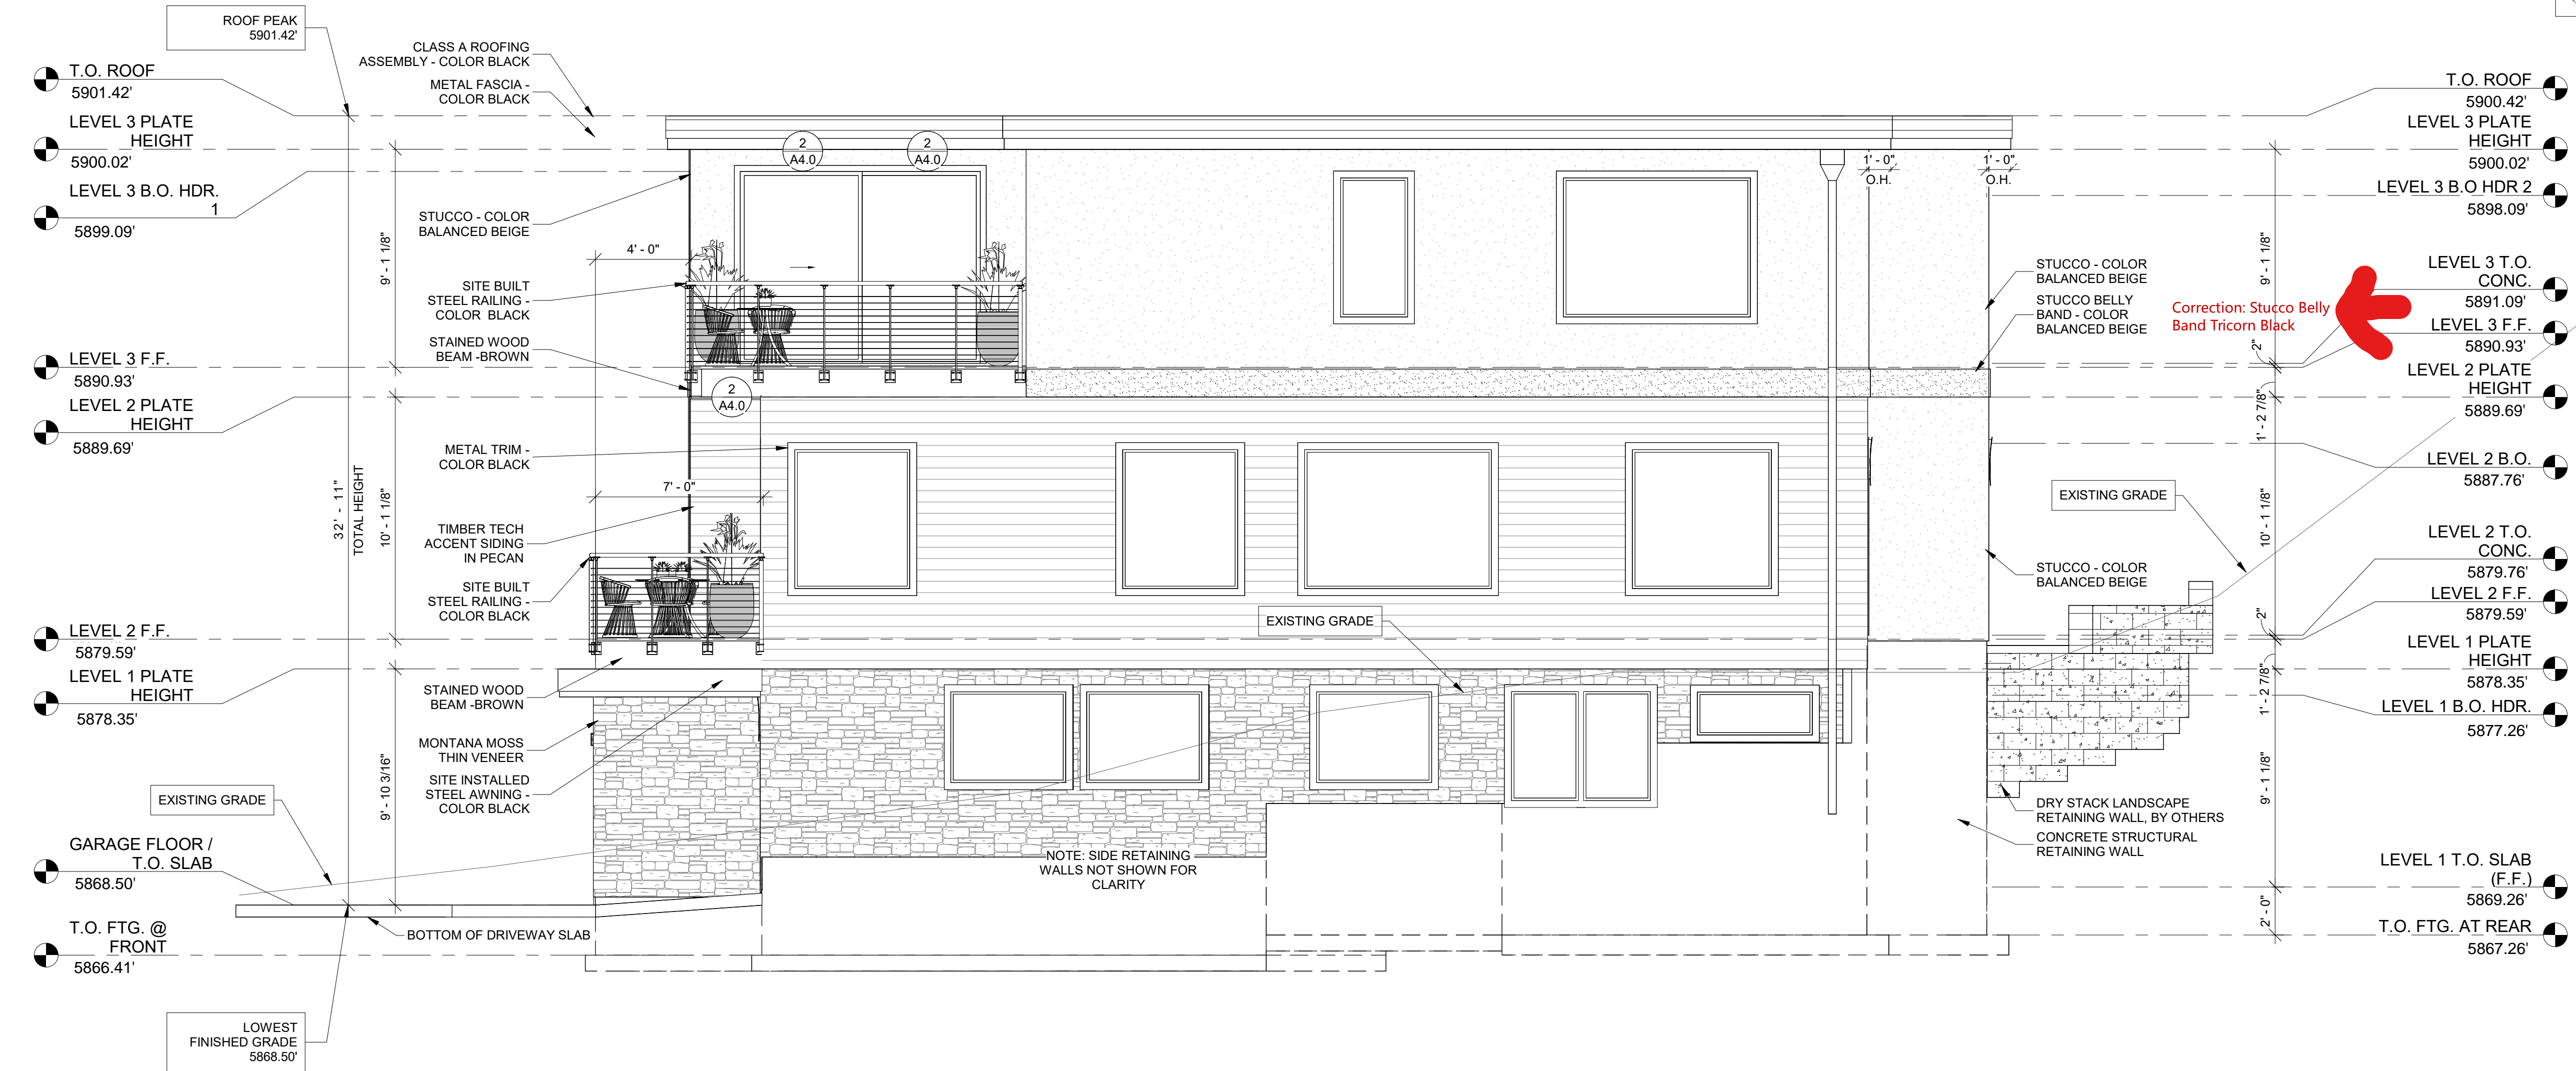 ROOF PEAK
5901.42'
T.O. ROOF
5901.42'
LEVEL 3 PLATE
HEIGHT
5900.02'
LEVEL 3 B.O. HDR.
1
5899.09'
LEVEL 3 F.F.
5890.93'
LEVEL 2 PLATE
HEIGHT
5889.69'
LEVEL 2 F.F.
5879.59'
LEVEL 1 PLATE
HEIGHT
5878.35'
EXISTING GRADE
GARAGE FLOOR /
T.O. SLAB
5868.50'
T.O. FTG. @
FRONT
5866.41'
LOWEST
FINISHED GRADE
5868.50'
32' - 11"
TOTAL HEIGHT
9' - 1 1/8"
10' - 1 1/8"
9' - 10 3/16"
CLASS A ROOFING
ASSEMBLY - COLOR BLACK
METAL FASCIA -
COLOR BLACK
STUCCO - COLOR
BALANCED BEIGE
4' - 0"
SITE BUILT
STEEL RAILING -
COLOR BLACK
STAINED WOOD
BEAM -BROWN
METAL TRIM -
COLOR BLACK
7' - 0"
TIMBER TECH
ACCENT SIDING
IN PECAN
SITE BUILT
STEEL RAILING -
COLOR BLACK
STAINED WOOD
BEAM -BROWN
MONTANA MOSS
THIN VENEER
SITE INSTALLED
STEEL AWNING -
COLOR BLACK
BOTTOM OF DRIVEWAY SLAB
2
A4.0
2
A4.0
2
A4.0
EXISTING GRADE
NOTE: SIDE RETAINING
WALLS NOT SHOWN FOR
CLARITY
1' - 0"
O.H.
1' - 0"
O.H.
STUCCO - COLOR
BALANCED BEIGE
STUCCO BELLY
BAND - COLOR
BALANCED BEIGE
Correction: Stucco Belly
Band Tricorn Black
EXISTING GRADE
STUCCO - COLOR
BALANCED BEIGE
DRY STACK LANDSCAPE
RETAINING WALL, BY OTHERS
CONCRETE STRUCTURAL
RETAINING WALL
9' - 1 1/8"
2"
1' - 2 7/8"
10' - 1 1/8"
2"
1' - 2 7/8"
9' - 1 1/8"
2' - 0"
T.O. ROOF
5900.42'
LEVEL 3 PLATE
HEIGHT
5900.02'
LEVEL 3 B.O HDR 2
5898.09'
LEVEL 3 T.O.
CONC.
5891.09'
LEVEL 3 F.F.
5890.93'
LEVEL 2 PLATE
HEIGHT
5889.69'
LEVEL 2 B.O.
5887.76'
LEVEL 2 T.O.
CONC.
5879.76'
LEVEL 2 F.F.
5879.59'
LEVEL 1 PLATE
HEIGHT
5878.35'
LEVEL 1 B.O. HDR.
5877.26'
LEVEL 1 T.O. SLAB
(F.F.)
5869.26'
T.O. FTG. AT REAR
5867.26'